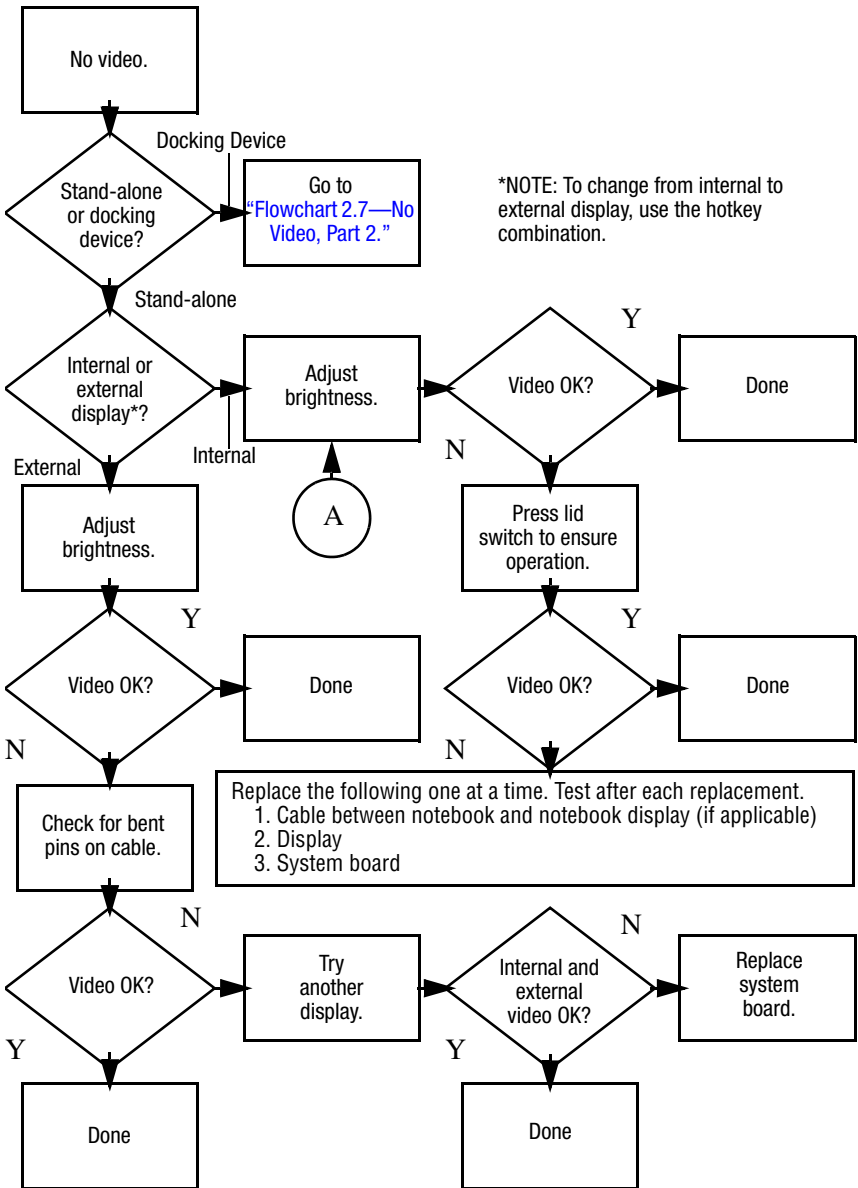 No video.
Docking Device
Stand-alone
or docking
device?
Go to
“Flowchart 2.7—No
Video, Part 2.”
*NOTE: To change from internal to
external display, use the hotkey
combination.
Stand-alone
Internal or
external
display*?
Internal
External
Adjust
brightness.
A
Video OK?
Y
Done
N
Press lid
switch to ensure
operation.
Video OK?
Y
Done
N
Replace the following one at a time. Test after each replacement.
1. Cable between notebook and notebook display (if applicable)
2. Display
3. System board
Adjust
brightness.
Video OK?
Y
Done
N
Check for bent
pins on cable.
Video OK?
N
Try
another
display.
Internal and
external
video OK?
N
Replace
system
board.
Y
Done
Y
Done